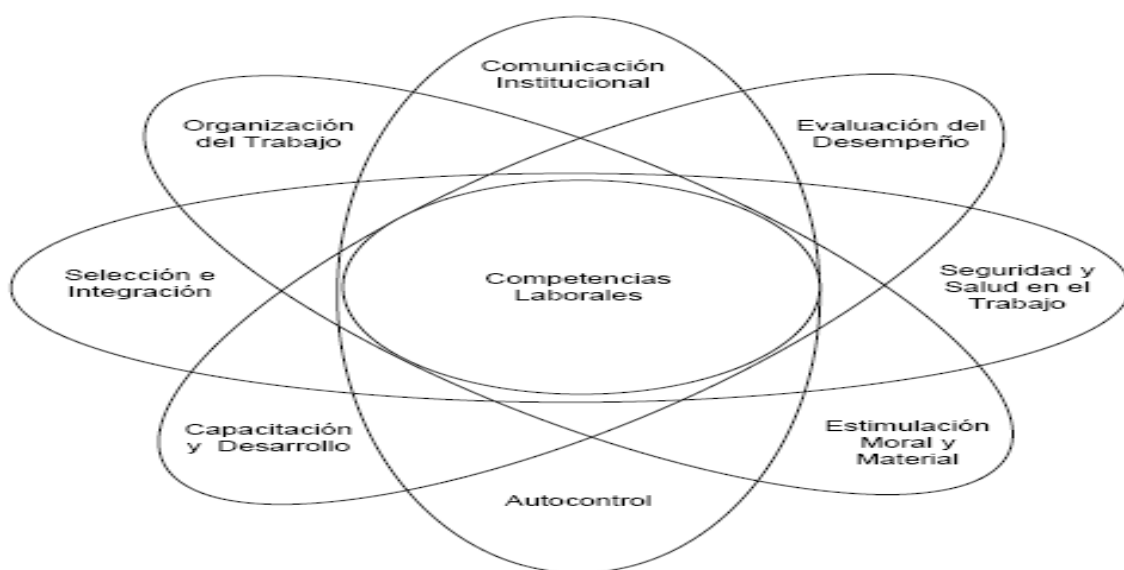 Comunicación
Institucional
Organización
del Trabajo
Evaluación del
Desempeño
Selección e
Integración
Competencias
Laborales
Seguridad y
Salud en el
Trabajo
Capacitación
y Desarrollo
Estimulación
Moral y
Material
Autocontrol